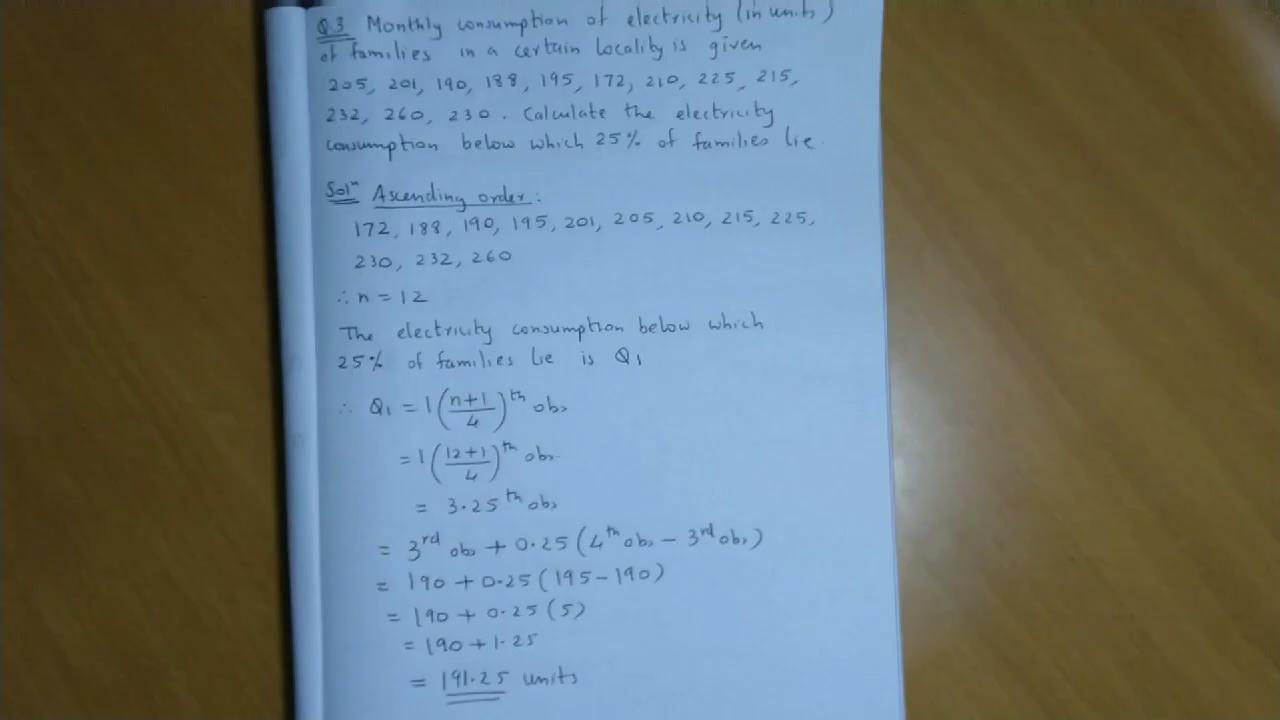 Q.3 Monthly consumption of electricity (in units)
of families in a certain locality is given
205, 201, 190, 188, 195, 172, 210, 225, 215,
232, 260, 230. Calculate the electricity
consumption below which 25% of families lie.
Solⁿ Ascending order:
172, 188, 190, 195, 201, 205, 210, 215, 225,
230, 232, 260
∴ n = 12
The electricity consumption below which
25% of families lie is Q₁
∴ Q₁ = 1((n+1)/4)ᵗʰ obs
= 1((12+1)/4)ᵗʰ obs.
= 3.25ᵗʰ obs
= 3ʳᵈ obs + 0.25 (4ᵗʰ obs - 3ʳᵈ obs)
= 190 + 0.25 (195 - 190)
= 190 + 0.25 (5)
= 190 + 1.25
= 191.25 units